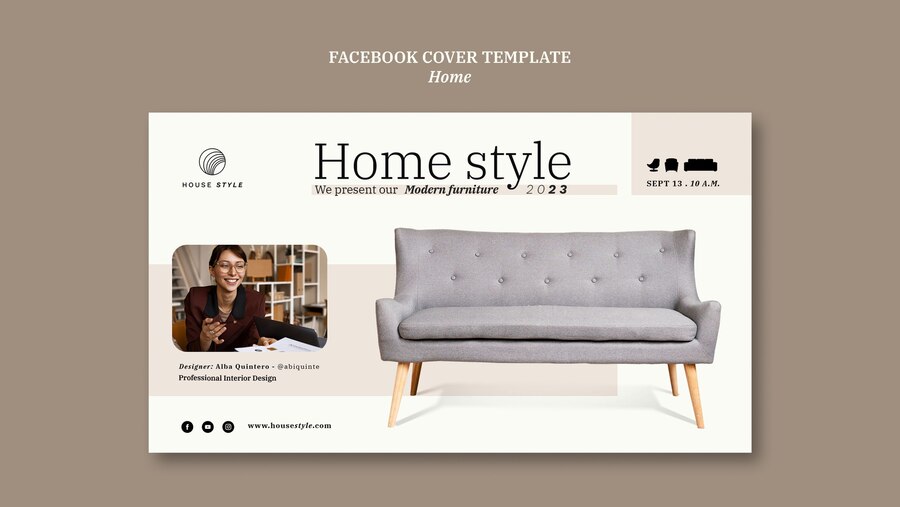 FACEBOOK COVER TEMPLATE
Home
HOUSE STYLE
Home style
We present our Modern furniture 2023
SEPT 13 . 10 A.M.
Designer: Alba Quintero - @abiquinte
Professional Interior Design
www.housestyle.com